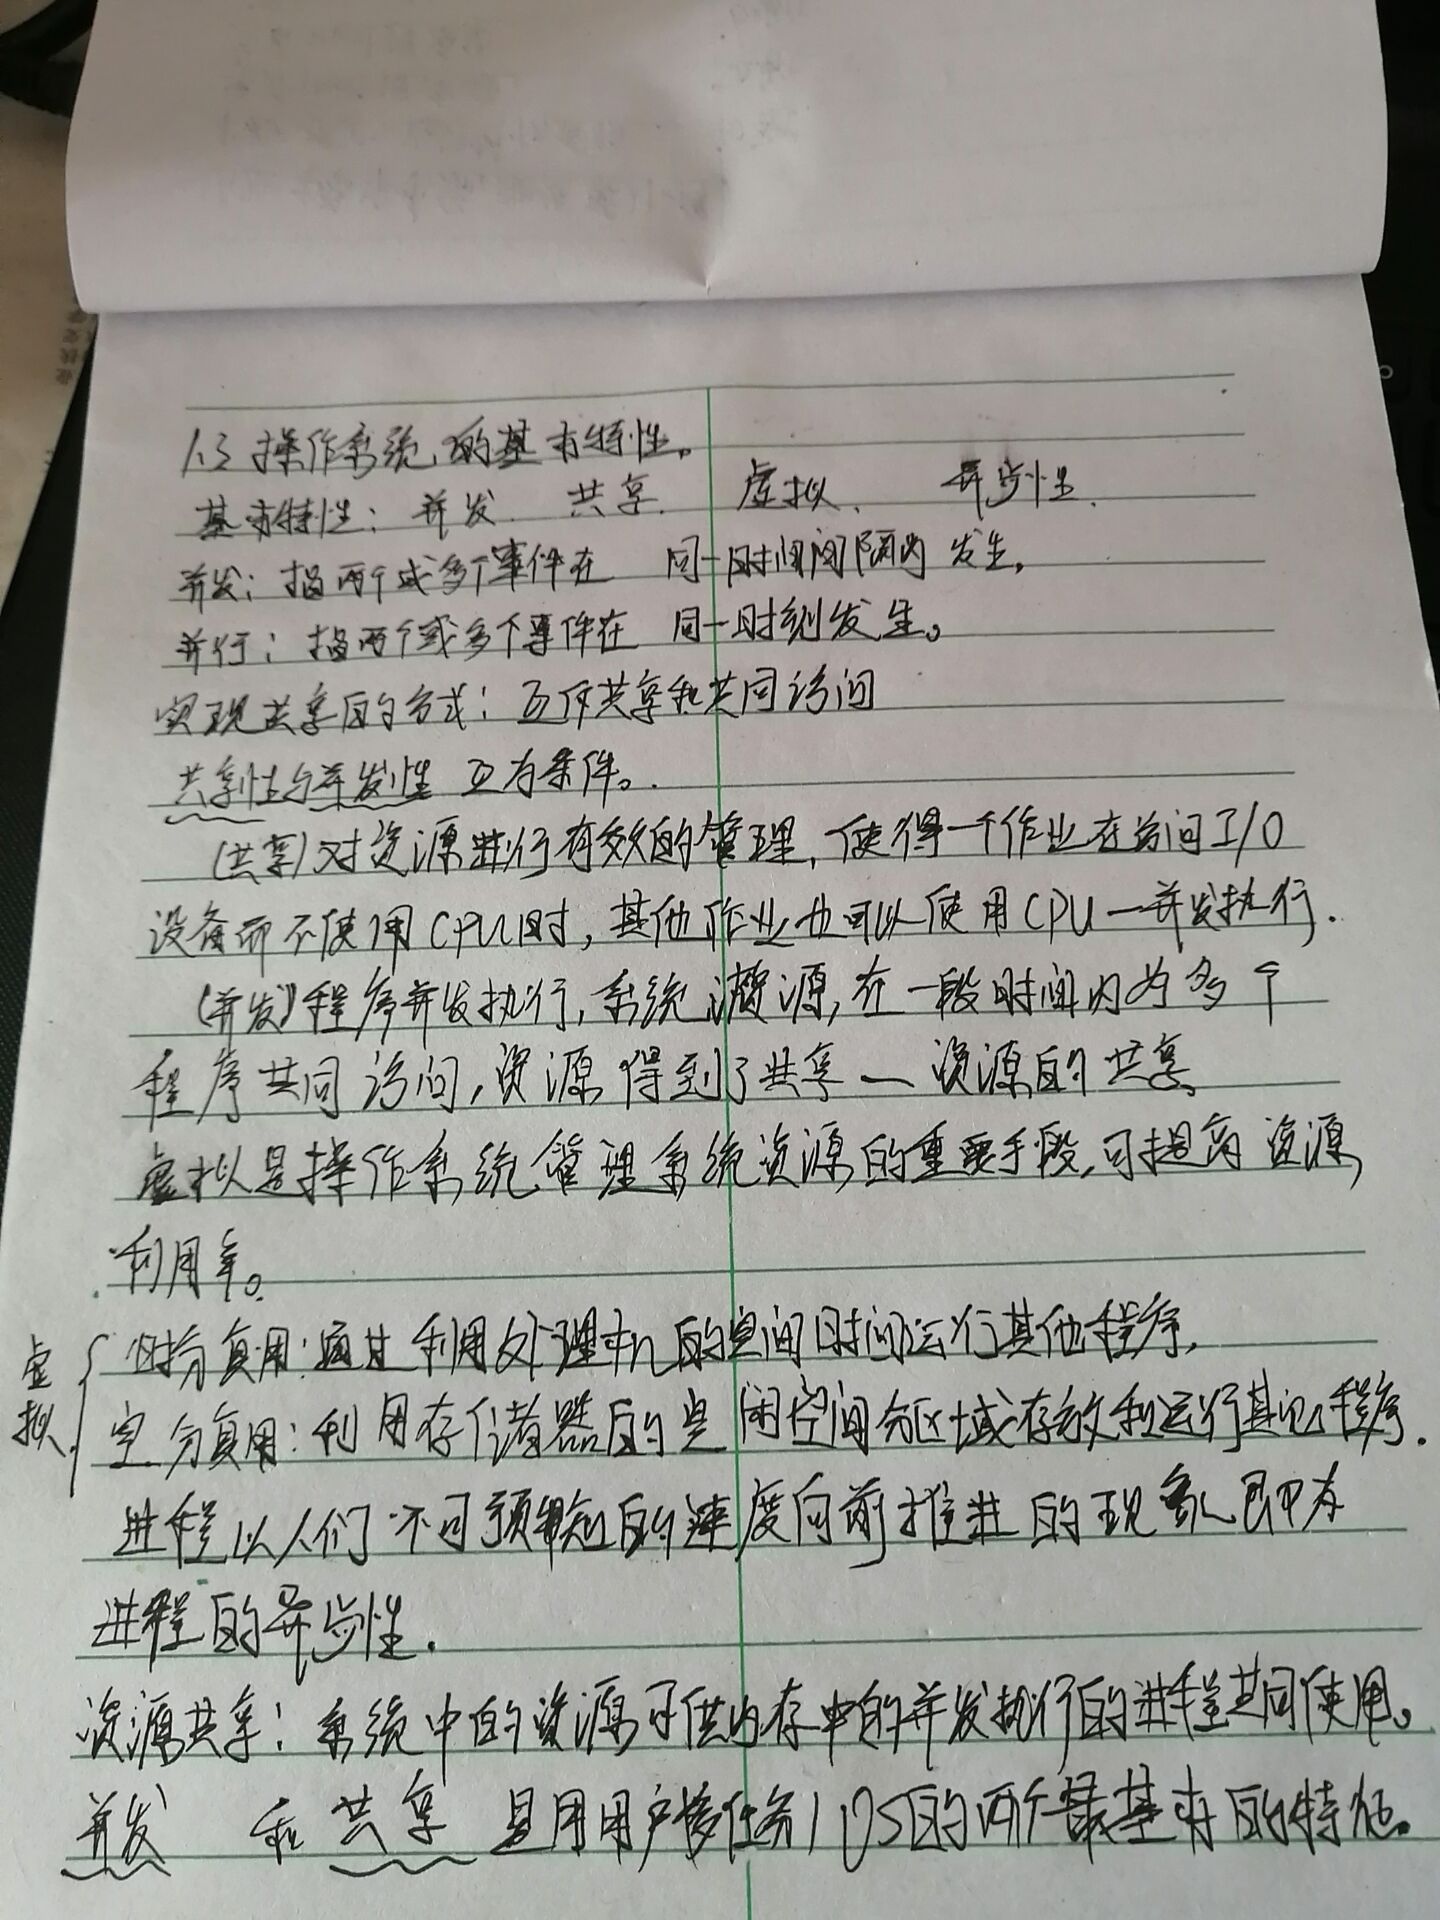 1.3 操作系统的基本特性。
基本特性：并发、共享、虚拟、异步性.
并发：指两个或多个事件在 同一时间间隔内发生。
并行：指两个或多个事件在 同一时刻发生。
实现共享的方式：互斥共享和共同访问
共享性与并发性 互为条件。
(共享)对资源进行有效的管理，使得一个作业在访问I/O
设备而不使用CPU时，其他作业也可以使用CPU—并发执行.
(并发)程序并发执行，系统资源，在一段时间内为多个
程序共同访问，资源得到了共享—资源的共享。
虚拟是操作系统管理系统资源的重要手段，可提高资源
利用率。
虚拟
时分复用：通过利用处理机的空间时间运行其他程序，
空分复用：利用存储器的空闲空间分区域存放和运行其他程序.
进程以人们不可预知的速度向前推进的现象即为
进程的异步性.
资源共享：系统中的资源可供内存中的并发执行的进程共同使用。
并发 和 共享 是用户多任务OS的两个最基本的特征。